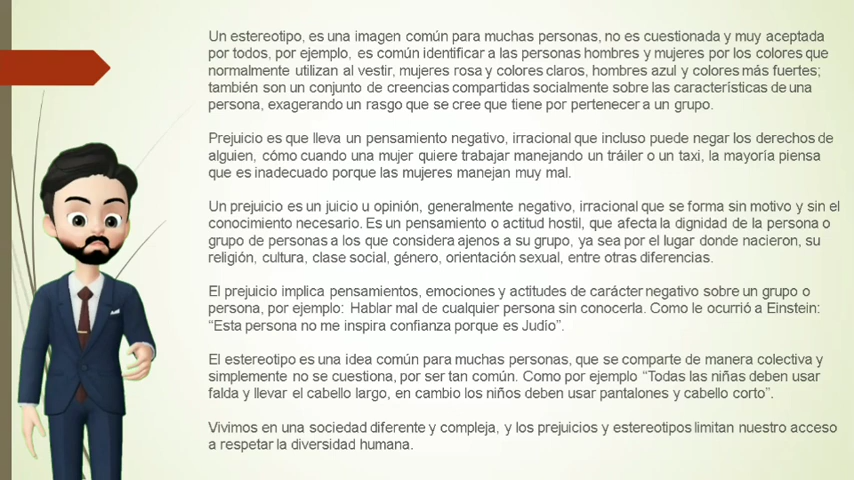 Un estereotipo, es una imagen común para muchas personas, no es cuestionada y muy aceptada
por todos, por ejemplo, es común identificar a las personas hombres y mujeres por los colores que
normalmente utilizan al vestir, mujeres rosa y colores claros, hombres azul y colores más fuertes;
también son un conjunto de creencias compartidas socialmente sobre las características de una
persona, exagerando un rasgo que se cree que tiene por pertenecer a un grupo.
Prejuicio es que lleva un pensamiento negativo, irracional que incluso puede negar los derechos de
alguien, cómo cuando una mujer quiere trabajar manejando un tráiler o un taxi, la mayoría piensa
que es inadecuado porque las mujeres manejan muy mal.
Un prejuicio es un juicio u opinión, generalmente negativo, irracional que se forma sin motivo y sin el
conocimiento necesario. Es un pensamiento o actitud hostil, que afecta la dignidad de la persona o
grupo de personas a los que considera ajenos a su grupo, ya sea por el lugar donde nacieron, su
religión, cultura, clase social, género, orientación sexual, entre otras diferencias.
El prejuicio implica pensamientos, emociones y actitudes de carácter negativo sobre un grupo o
persona, por ejemplo: Hablar mal de cualquier persona sin conocerla. Como le ocurrió a Einstein:
“Esta persona no me inspira confianza porque es Judío”.
El estereotipo es una idea común para muchas personas, que se comparte de manera colectiva y
simplemente no se cuestiona, por ser tan común. Como por ejemplo “Todas las niñas deben usar
falda y llevar el cabello largo, en cambio los niños deben usar pantalones y cabello corto”.
Vivimos en una sociedad diferente y compleja, y los prejuicios y estereotipos limitan nuestro acceso
a respetar la diversidad humana.